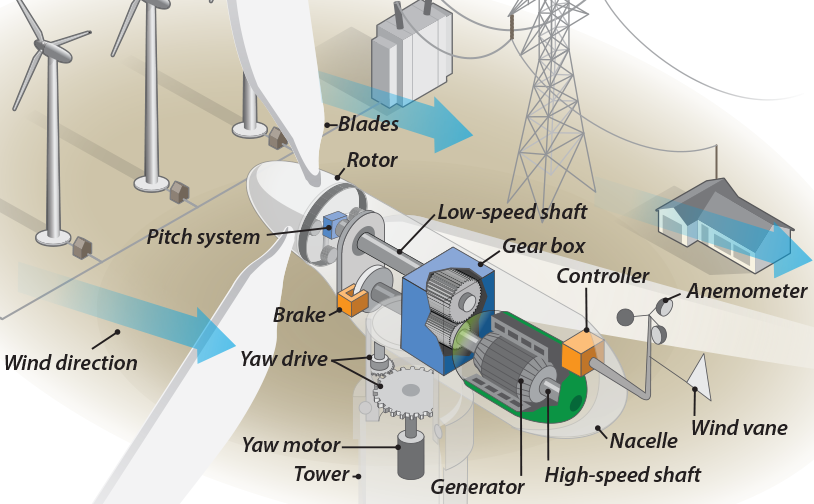 Blades
Rotor
Low-speed shaft
Pitch system
Gear box
Controller
Anemometer
Brake
Wind direction
Yaw drive
Wind vane
Nacelle
Yaw motor
High-speed shaft
Tower
Generator